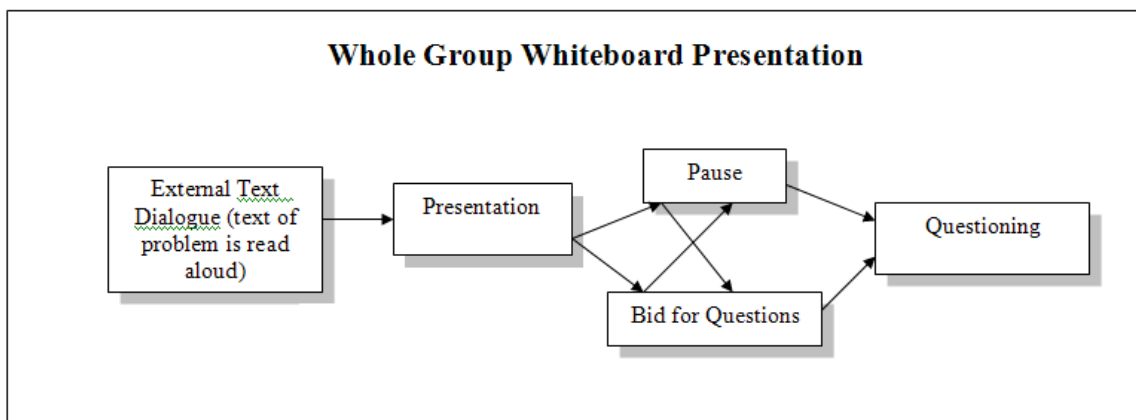 Whole Group Whiteboard Presentation
External Text
Dialogue (text of
problem is read
aloud)
Presentation
Pause
Bid for Questions
Questioning